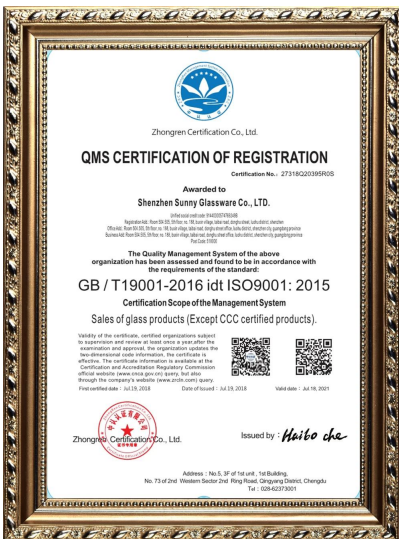 Zhongren Certification Co., Ltd.
QMS CERTIFICATION OF REGISTRATION
Certification No.: 27318Q20395R0S
Awarded to
Shenzhen Sunny Glassware Co., LTD.
The Quality Management System of the above
organization has been assessed and found to be in accordance with
the requirements of the standard:
GB / T19001-2016 idt ISO9001: 2015
Certification Scope of the Management System
Sales of glass products (Except CCC certified products).
Validity of the certificate, certified organizations subject
to supervision and review at least once a year.after the
examination and approval, the organization updates the
two-dimensional code information, the certificate is
effective. The certificate information is available at the
Certification and Accreditation Regulatory Commission
official website (www.cnca.gov.cn) query, but also
through the company's website (www.zrcln.com) query.
First certified date : Jul.19, 2018 Date of Issued : Jul.19, 2018 Valid date : Jul.18, 2021
Zhongren Certification Co., Ltd.
Issued by : Haibo che
Address : No.5, 3F of 1st unit , 1st Building,
No. 73 of 2nd Western Sector 2nd Ring Road, Qingyang District, Chengdu
Tel : 028-62373001